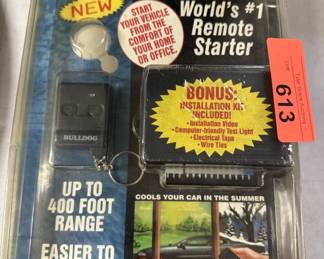 NEW
START
YOUR VEHICLE
FROM THE
COMFORT OF
YOUR HOME
OR OFFICE.
World's #1
Remote
Starter
613
BONUS:
INSTALLATION KIT
INCLUDED!
• Installation Video
• Computer-friendly Test Light
• Electrical Tape
• Wire Ties
BULLDOG
UP TO
400 FOOT
RANGE
EASIER TO
COOLS YOUR CAR IN THE SUMMER